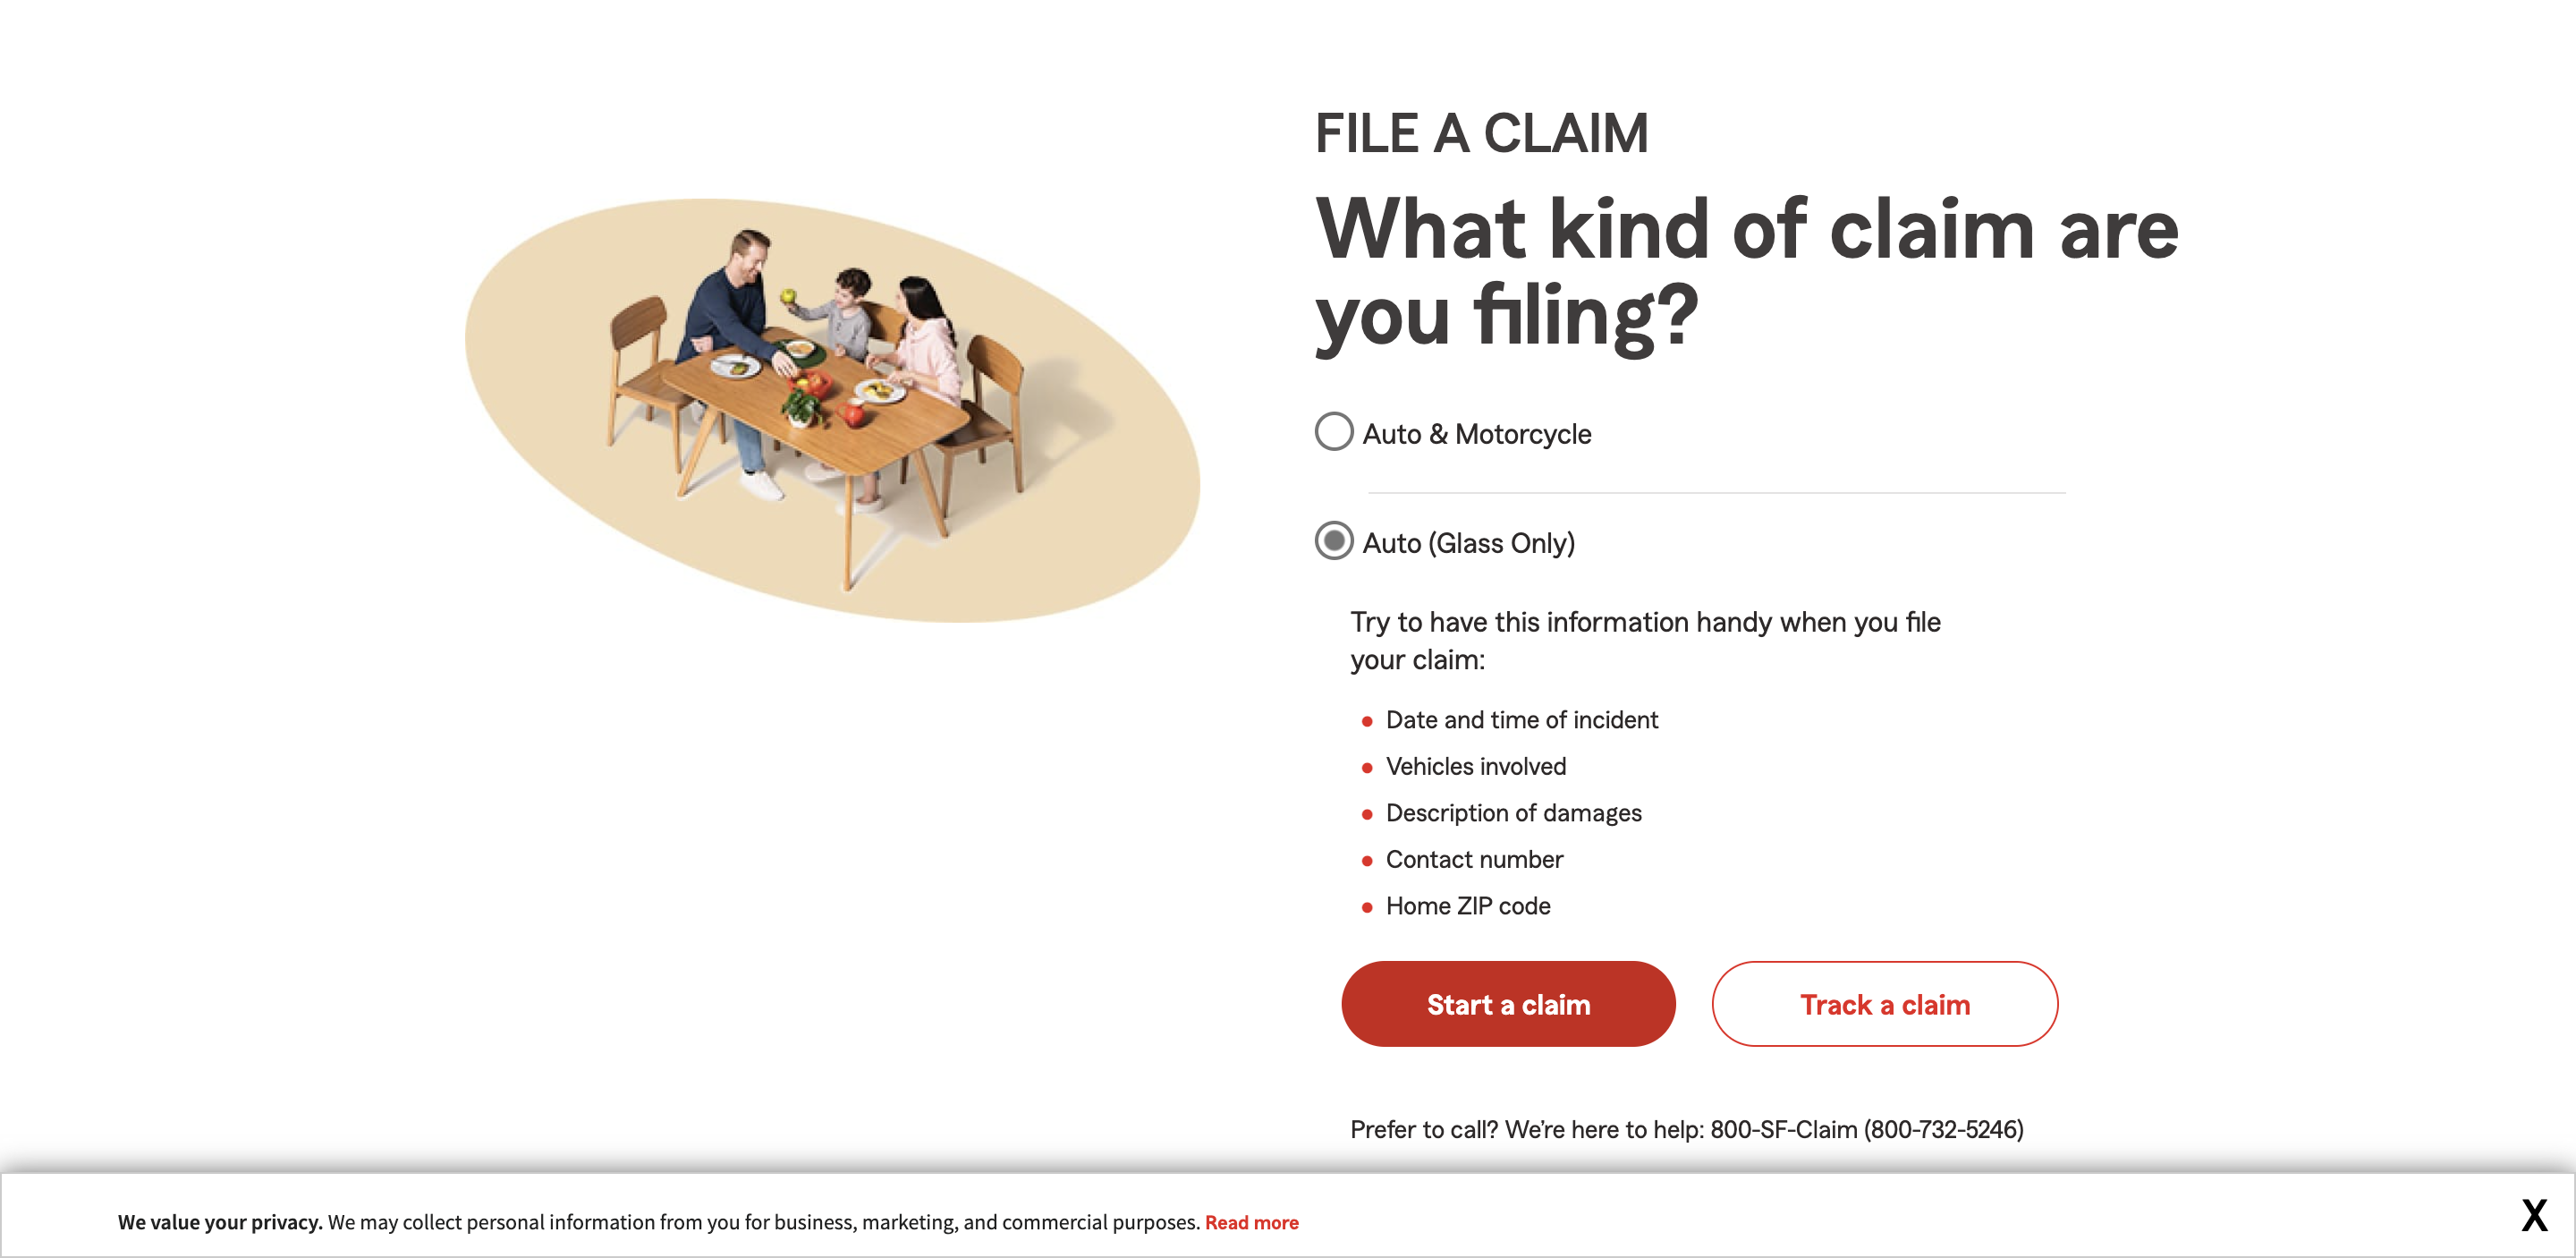 FILE A CLAIM
What kind of claim are
you filing?
Auto & Motorcycle
Auto (Glass Only)
Try to have this information handy when you file
your claim:
Date and time of incident
Vehicles involved
Description of damages
Contact number
Home ZIP code
Start a claim
Track a claim
Prefer to call? We're here to help: 800-SF-Claim (800-732-5246)
We value your privacy. We may collect personal information from you for business, marketing, and commercial purposes. Read more
X